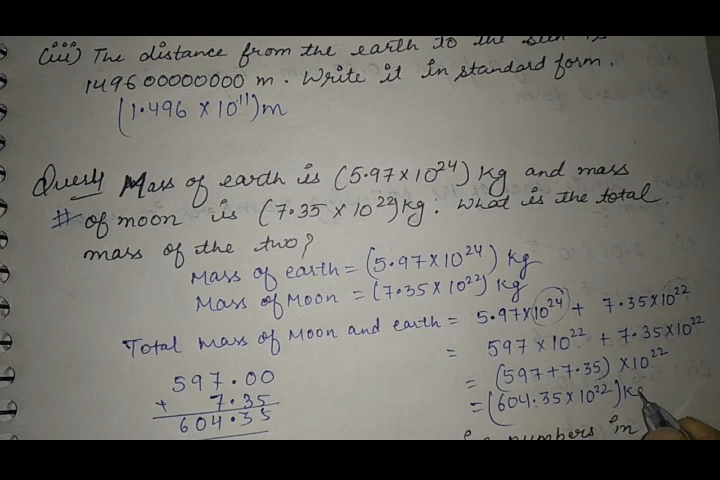 (iii) The distance from the earth to the sun is
149600000000 m. Write it in standard form.
(1.496 × 10¹¹)m
Ques4 Mass of earth is (5.97×10²⁴) Kg and mass
# of moon is (7.35 × 10²²)Kg. What is the total
mass of the two?
Mass of earth = (5.97×10²⁴) Kg
Mass of Moon = (7.35×10²²) Kg
Total mass of Moon and earth = 5.97×10²⁴ + 7.35×10²²
= 597 ×10²² + 7.35×10²²
= (597+7.35) ×10²²
= (604.35×10²²)Kg
597.00
+ 7.35
604.35
numbers in